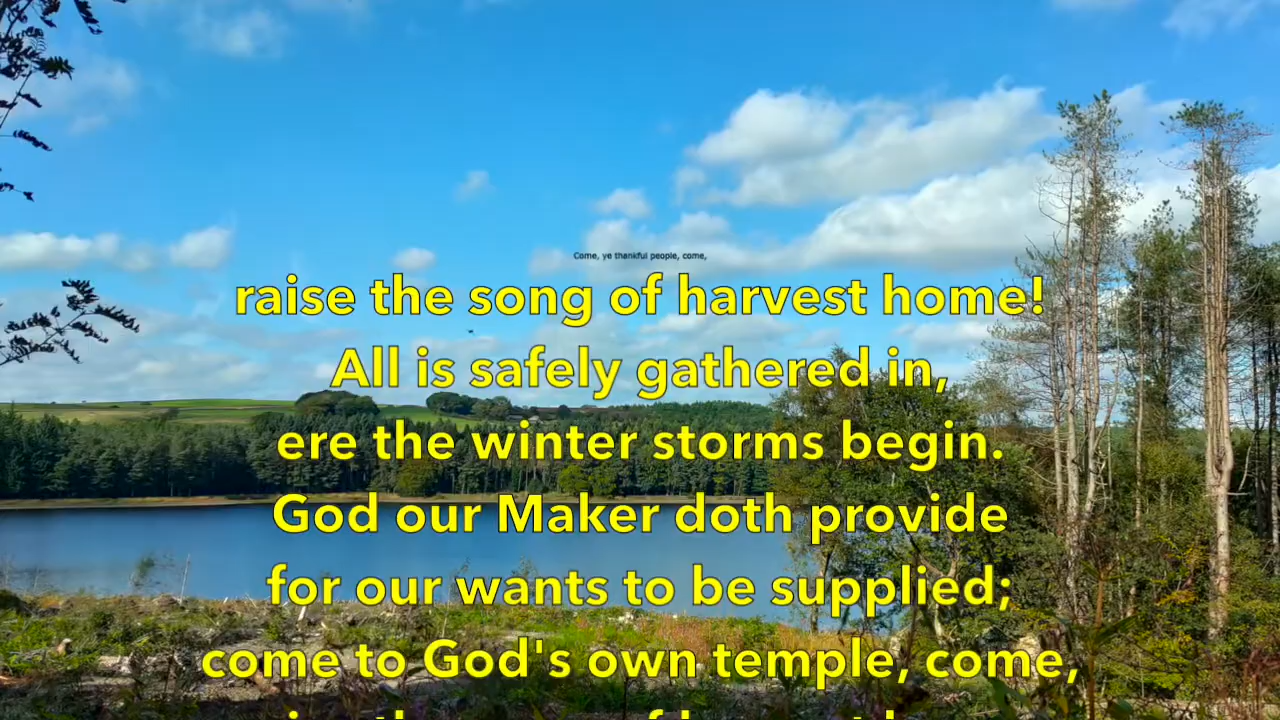 Come, ye thankful people, come,
raise the song of harvest home!
All is safely gathered in,
ere the winter storms begin.
God our Maker doth provide
for our wants to be supplied;
come to God's own temple, come,